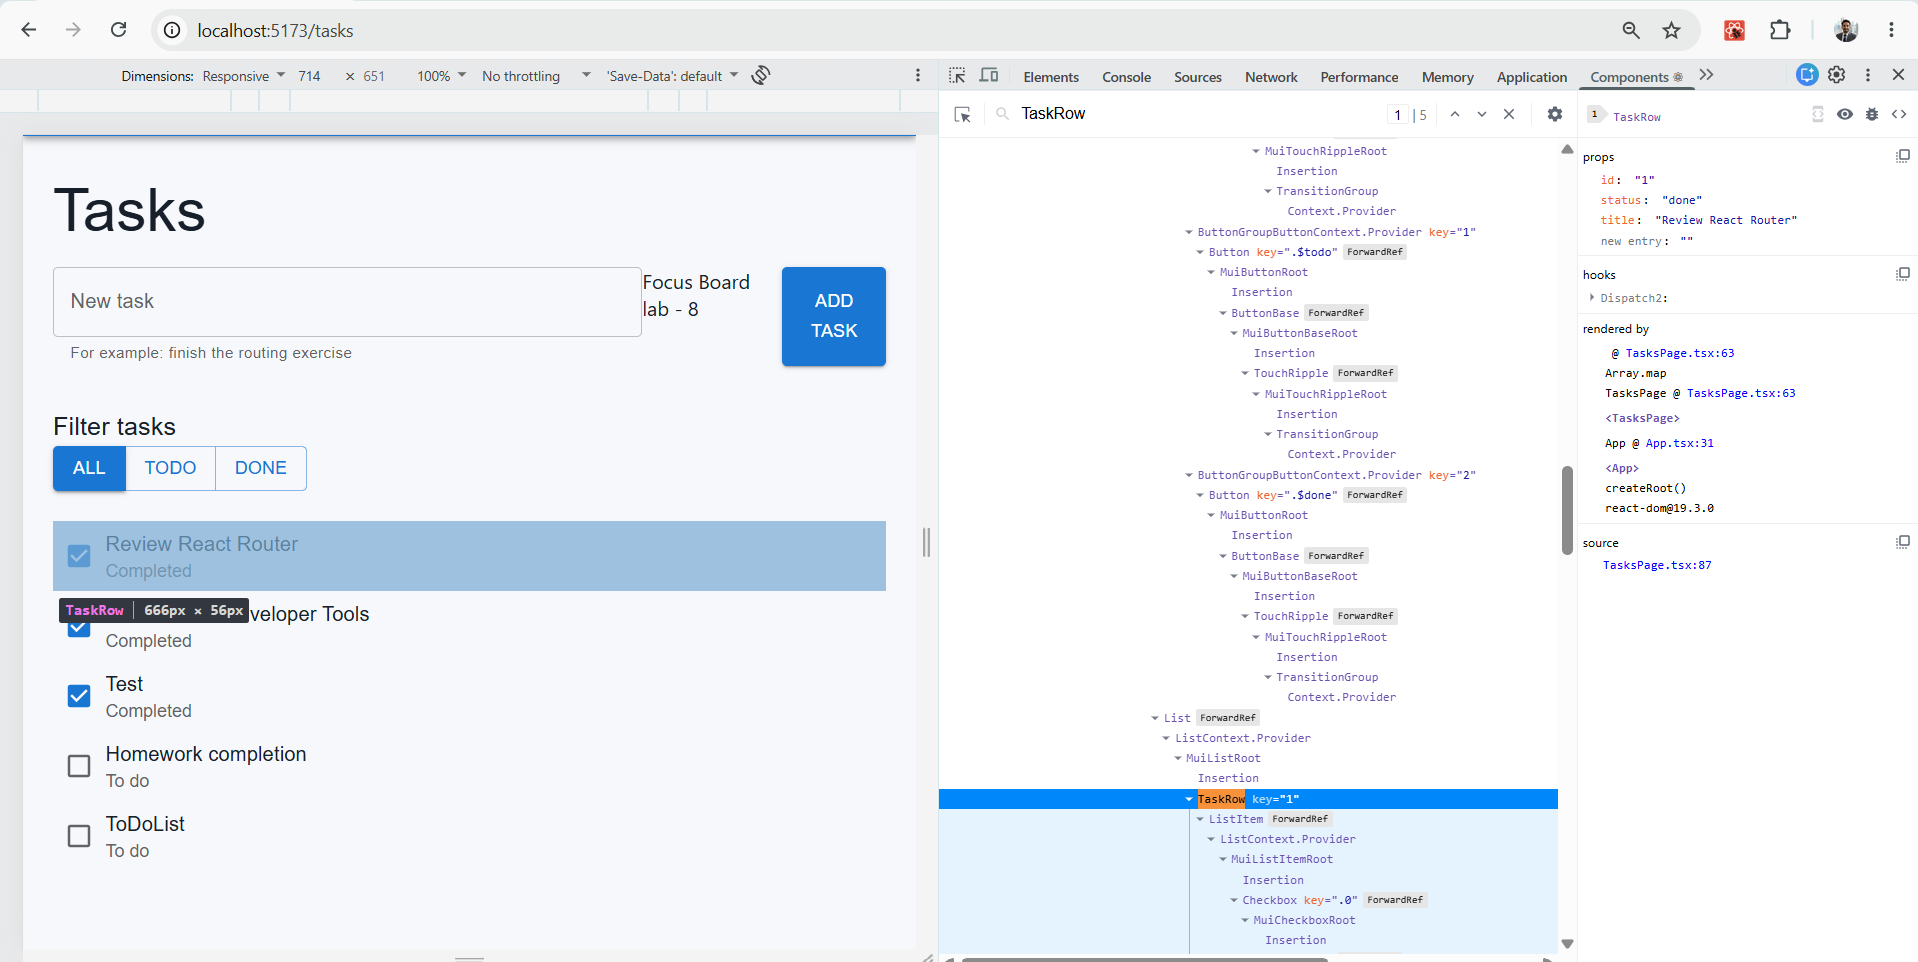 localhost:5173/tasks
Dimensions: Responsive 714 × 651 100% No throttling 'Save-Data': default
Elements Console Sources Network Performance Memory Application Components
Tasks
New task
Focus Board
lab - 8
ADD
TASK
For example: finish the routing exercise
Filter tasks
ALL TODO DONE
Review React Router
Completed
TaskRow 666px × 56px
veloper Tools
Completed
Test
Completed
Homework completion
To do
ToDoList
To do
TaskRow 1 | 5
MuiTouchRippleRoot
Insertion
TransitionGroup
Context.Provider
ButtonGroupButtonContext.Provider key="1"
Button key=".$todo" ForwardRef
MuiButtonRoot
Insertion
ButtonBase ForwardRef
MuiButtonBaseRoot
Insertion
TouchRipple ForwardRef
MuiTouchRippleRoot
Insertion
TransitionGroup
Context.Provider
ButtonGroupButtonContext.Provider key="2"
Button key=".$done" ForwardRef
MuiButtonRoot
Insertion
ButtonBase ForwardRef
MuiButtonBaseRoot
Insertion
TouchRipple ForwardRef
MuiTouchRippleRoot
Insertion
TransitionGroup
Context.Provider
List ForwardRef
ListContext.Provider
MuiListRoot
Insertion
TaskRow key="1"
ListItem ForwardRef
ListContext.Provider
MuiListItemRoot
Insertion
Checkbox key=".0" ForwardRef
MuiCheckboxRoot
Insertion
1 TaskRow
props
id: "1"
status: "done"
title: "Review React Router"
new entry: ""
hooks
Dispatch2:
rendered by
@ TasksPage.tsx:63
Array.map
TasksPage @ TasksPage.tsx:63
<TasksPage>
App @ App.tsx:31
<App>
createRoot()
react-dom@19.3.0
source
TasksPage.tsx:87